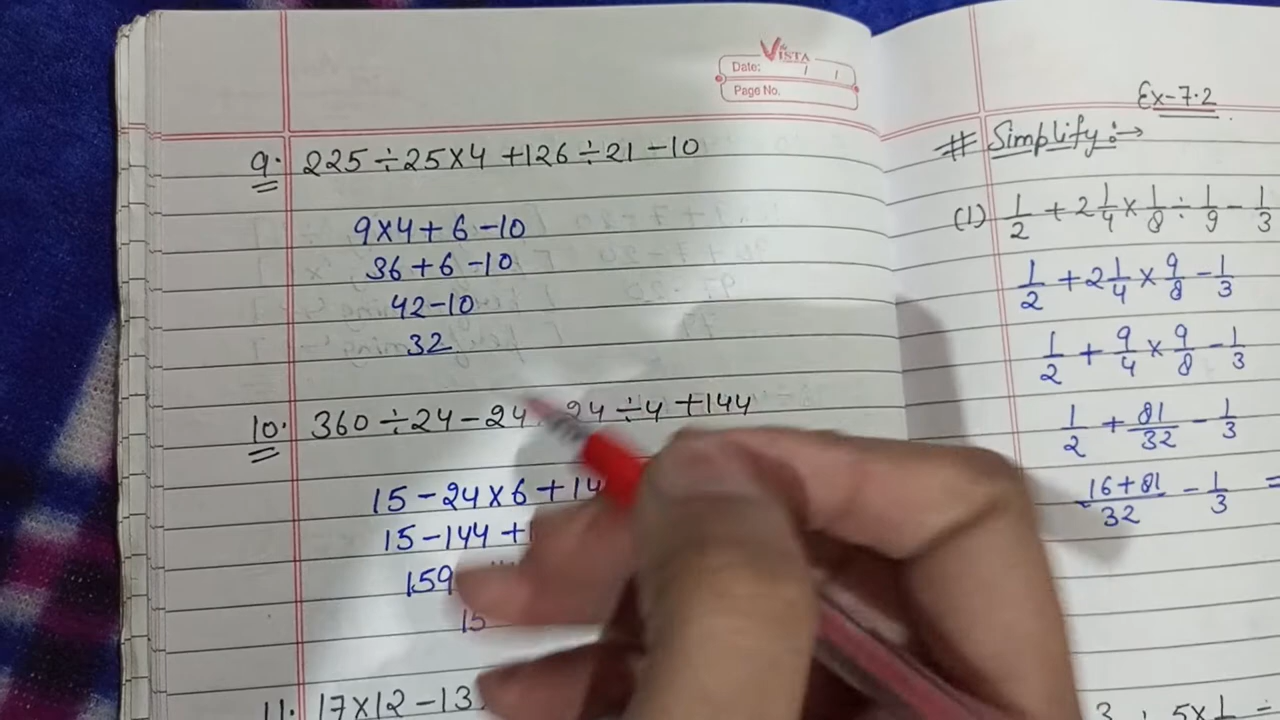 the VISTA
Date: / /
Page No.
9. 225÷25×4+126÷21-10
9×4+6-10
36+6-10
42-10
32
10. 360÷24-24 24÷4+144
15-24×6+14
15-144+
159
15
11. 17×12-13
Ex-7.2
# Simplify:→
(1) 1/2 + 2 1/4 × 1/8 ÷ 1/9 - 1/3
1/2 + 2 1/4 × 9/8 - 1/3
1/2 + 9/4 × 9/8 - 1/3
1/2 + 81/32 - 1/3
16+81/32 - 1/3 =